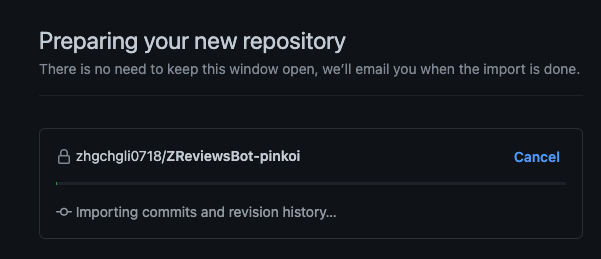 Preparing your new repository
There is no need to keep this window open, we’ll email you when the import is done.
zhgchgli0718/ZReviewsBot-pinkoi
Cancel
Importing commits and revision history...